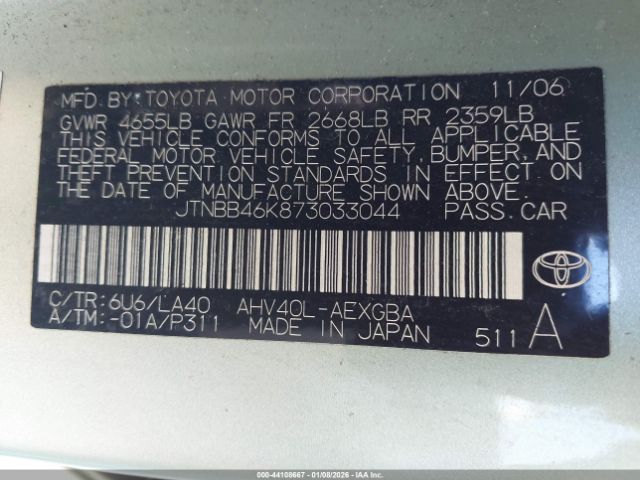 MFD. BY TOYOTA MOTOR CORPORATION 11/06
GVWR 4655LB GAWR FR 2668LB RR 2359LB
THIS VEHICLE CONFORMS TO ALL APPLICABLE
FEDERAL MOTOR VEHICLE SAFETY, BUMPER, AND
THEFT PREVENTION STANDARDS IN EFFECT ON
THE DATE OF MANUFACTURE SHOWN ABOVE.
JTNBB46K873033044 PASS. CAR
C/TR: 6U6/LA40 AHV40L-AEXGBA
A/TM: -01A/P311 MADE IN JAPAN 511 A
000-44108667 - 01/08/2026 - IAAI.COM